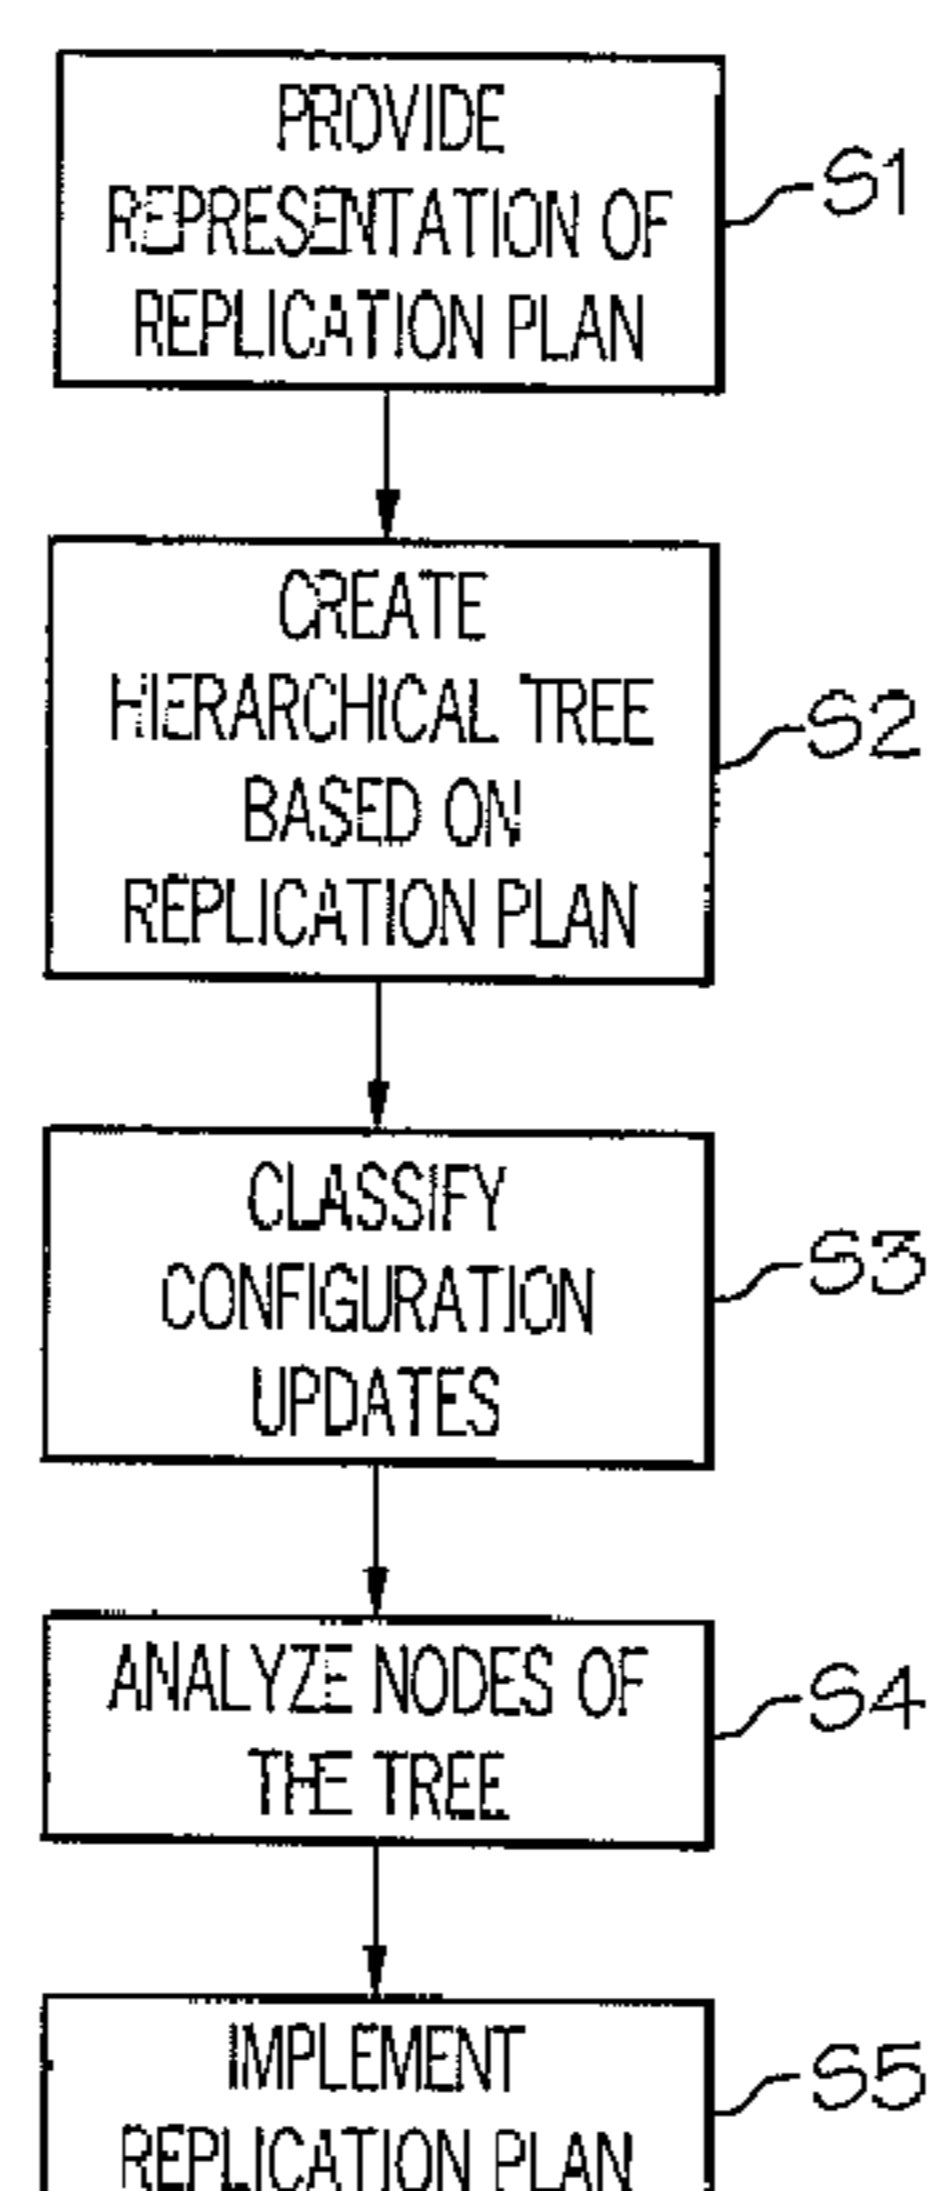 PROVIDE
REPRESENTATION OF
REPLICATION PLAN
S1
CREATE
HIERARCHICAL TREE
BASED ON
REPLICATION PLAN
S2
CLASSIFY
CONFIGURATION
UPDATES
S3
ANALYZE NODES OF
THE TREE
S4
IMPLEMENT
REPLICATION PLAN
S5